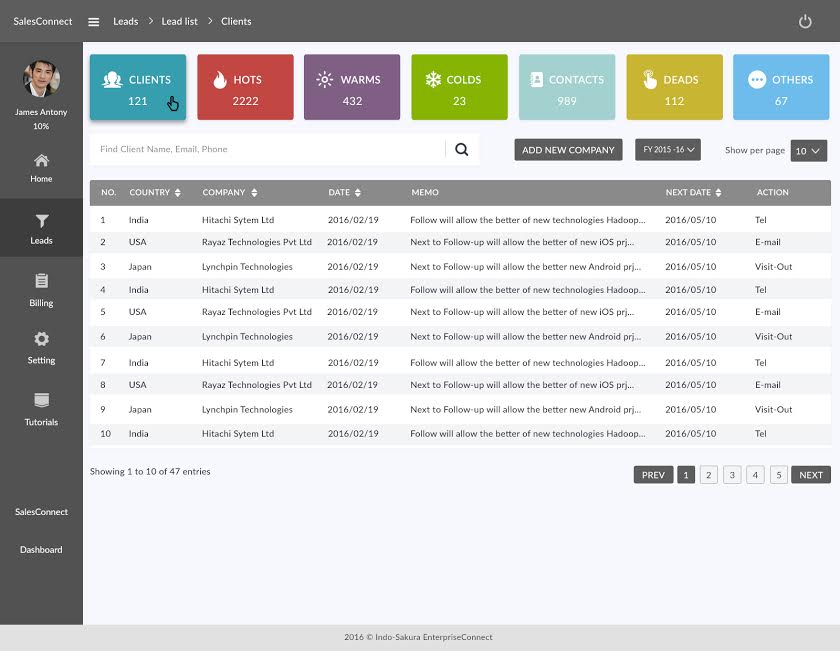 SalesConnect Leads > Lead list > Clients
James Antony
10%
Home
Leads
Billing
Setting
Tutorials
SalesConnect
Dashboard
CLIENTS HOTS WARMS COLDS CONTACTS DEADS OTHERS
121 2222 432 23 989 112 67
Find Client Name, Email, Phone ADD NEW COMPANY FY 2015 -16 Show per page 10
NO. COUNTRY COMPANY DATE MEMO NEXT DATE ACTION
1 India Hitachi Sytem Ltd 2016/02/19 Follow will allow the better of new technologies Hadoop... 2016/05/10 Tel
2 USA Rayaz Technologies Pvt Ltd 2016/02/19 Next to Follow-up will allow the better of new iOS prj... 2016/05/10 E-mail
3 Japan Lynchpin Technologies 2016/02/19 Next to Follow-up will allow the better new Android prj... 2016/05/10 Visit-Out
4 India Hitachi Sytem Ltd 2016/02/19 Follow will allow the better of new technologies Hadoop... 2016/05/10 Tel
5 USA Rayaz Technologies Pvt Ltd 2016/02/19 Next to Follow-up will allow the better of new iOS prj... 2016/05/10 E-mail
6 Japan Lynchpin Technologies 2016/02/19 Next to Follow-up will allow the better new Android prj... 2016/05/10 Visit-Out
7 India Hitachi Sytem Ltd 2016/02/19 Follow will allow the better of new technologies Hadoop... 2016/05/10 Tel
8 USA Rayaz Technologies Pvt Ltd 2016/02/19 Next to Follow-up will allow the better of new iOS prj... 2016/05/10 E-mail
9 Japan Lynchpin Technologies 2016/02/19 Next to Follow-up will allow the better new Android prj... 2016/05/10 Visit-Out
10 India Hitachi Sytem Ltd 2016/02/19 Follow will allow the better of new technologies Hadoop... 2016/05/10 Tel
Showing 1 to 10 of 47 entries PREV 1 2 3 4 5 NEXT
2016 © Indo-Sakura EnterpriseConnect